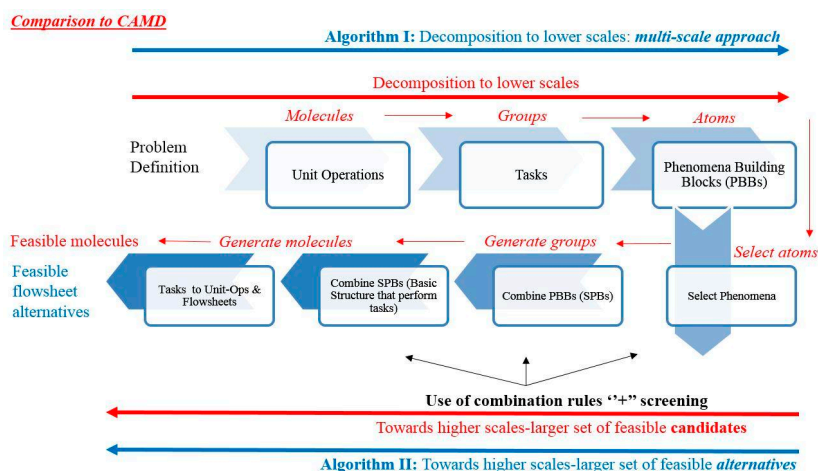 Comparison to CAMD
Algorithm I: Decomposition to lower scales: multi-scale approach
Decomposition to lower scales
Molecules
Groups
Atoms
Problem
Definition
Unit Operations
Tasks
Phenomena Building
Blocks (PBBs)
Feasible molecules
Generate molecules
Generate groups
Select atoms
Feasible
flowsheet
alternatives
Tasks to Unit-Ops &
Flowsheets
Combine SPBs (Basic
Structure that perform
tasks)
Combine PBBs (SPBs)
Select Phenomena
Use of combination rules ‘’+” screening
Towards higher scales-larger set of feasible candidates
Algorithm II: Towards higher scales-larger set of feasible alternatives